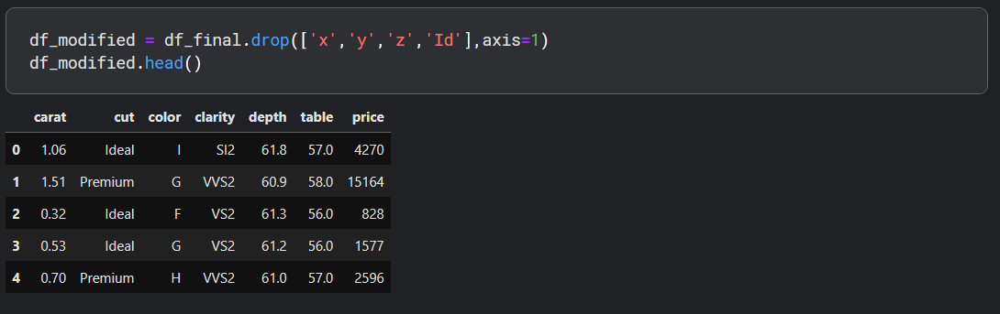 df_modified = df_final.drop(['x','y','z','Id'],axis=1)
df_modified.head()
carat cut color clarity depth table price
0 1.06 Ideal I SI2 61.8 57.0 4270
1 1.51 Premium G VVS2 60.9 58.0 15164
2 0.32 Ideal F VS2 61.3 56.0 828
3 0.53 Ideal G VS2 61.2 56.0 1577
4 0.70 Premium H VVS2 61.0 57.0 2596